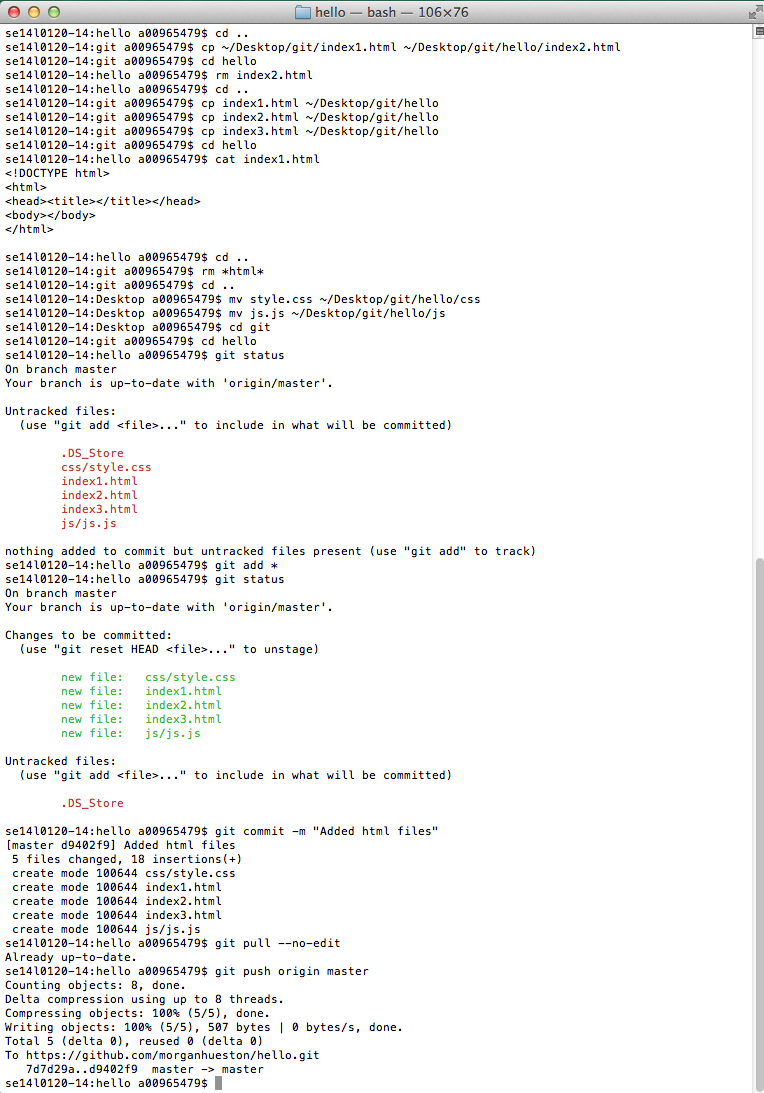 hello — bash — 106×76
se14l0120-14:hello a00965479$ cd ..
se14l0120-14:git a00965479$ cp ~/Desktop/git/index1.html ~/Desktop/git/hello/index2.html
se14l0120-14:git a00965479$ cd hello
se14l0120-14:hello a00965479$ rm index2.html
se14l0120-14:hello a00965479$ cd ..
se14l0120-14:git a00965479$ cp index1.html ~/Desktop/git/hello
se14l0120-14:git a00965479$ cp index2.html ~/Desktop/git/hello
se14l0120-14:git a00965479$ cp index3.html ~/Desktop/git/hello
se14l0120-14:git a00965479$ cd hello
se14l0120-14:hello a00965479$ cat index1.html
<!DOCTYPE html>
<html>
<head><title></title></head>
<body></body>
</html>

se14l0120-14:hello a00965479$ cd ..
se14l0120-14:git a00965479$ rm *html*
se14l0120-14:git a00965479$ cd ..
se14l0120-14:Desktop a00965479$ mv style.css ~/Desktop/git/hello/css
se14l0120-14:Desktop a00965479$ mv js.js ~/Desktop/git/hello/js
se14l0120-14:Desktop a00965479$ cd git
se14l0120-14:git a00965479$ cd hello
se14l0120-14:hello a00965479$ git status
On branch master
Your branch is up-to-date with 'origin/master'.

Untracked files:
  (use "git add <file>..." to include in what will be committed)

        .DS_Store
        css/style.css
        index1.html
        index2.html
        index3.html
        js/js.js

nothing added to commit but untracked files present (use "git add" to track)
se14l0120-14:hello a00965479$ git add *
se14l0120-14:hello a00965479$ git status
On branch master
Your branch is up-to-date with 'origin/master'.

Changes to be committed:
  (use "git reset HEAD <file>..." to unstage)

        new file:   css/style.css
        new file:   index1.html
        new file:   index2.html
        new file:   index3.html
        new file:   js/js.js

Untracked files:
  (use "git add <file>..." to include in what will be committed)

        .DS_Store

se14l0120-14:hello a00965479$ git commit -m "Added html files"
[master d9402f9] Added html files
 5 files changed, 18 insertions(+)
 create mode 100644 css/style.css
 create mode 100644 index1.html
 create mode 100644 index2.html
 create mode 100644 index3.html
 create mode 100644 js/js.js
se14l0120-14:hello a00965479$ git pull --no-edit
Already up-to-date.
se14l0120-14:hello a00965479$ git push origin master
Counting objects: 8, done.
Delta compression using up to 8 threads.
Compressing objects: 100% (5/5), done.
Writing objects: 100% (5/5), 507 bytes | 0 bytes/s, done.
Total 5 (delta 0), reused 0 (delta 0)
To https://github.com/morganhueston/hello.git
   7d7d29a..d9402f9  master -> master
se14l0120-14:hello a00965479$